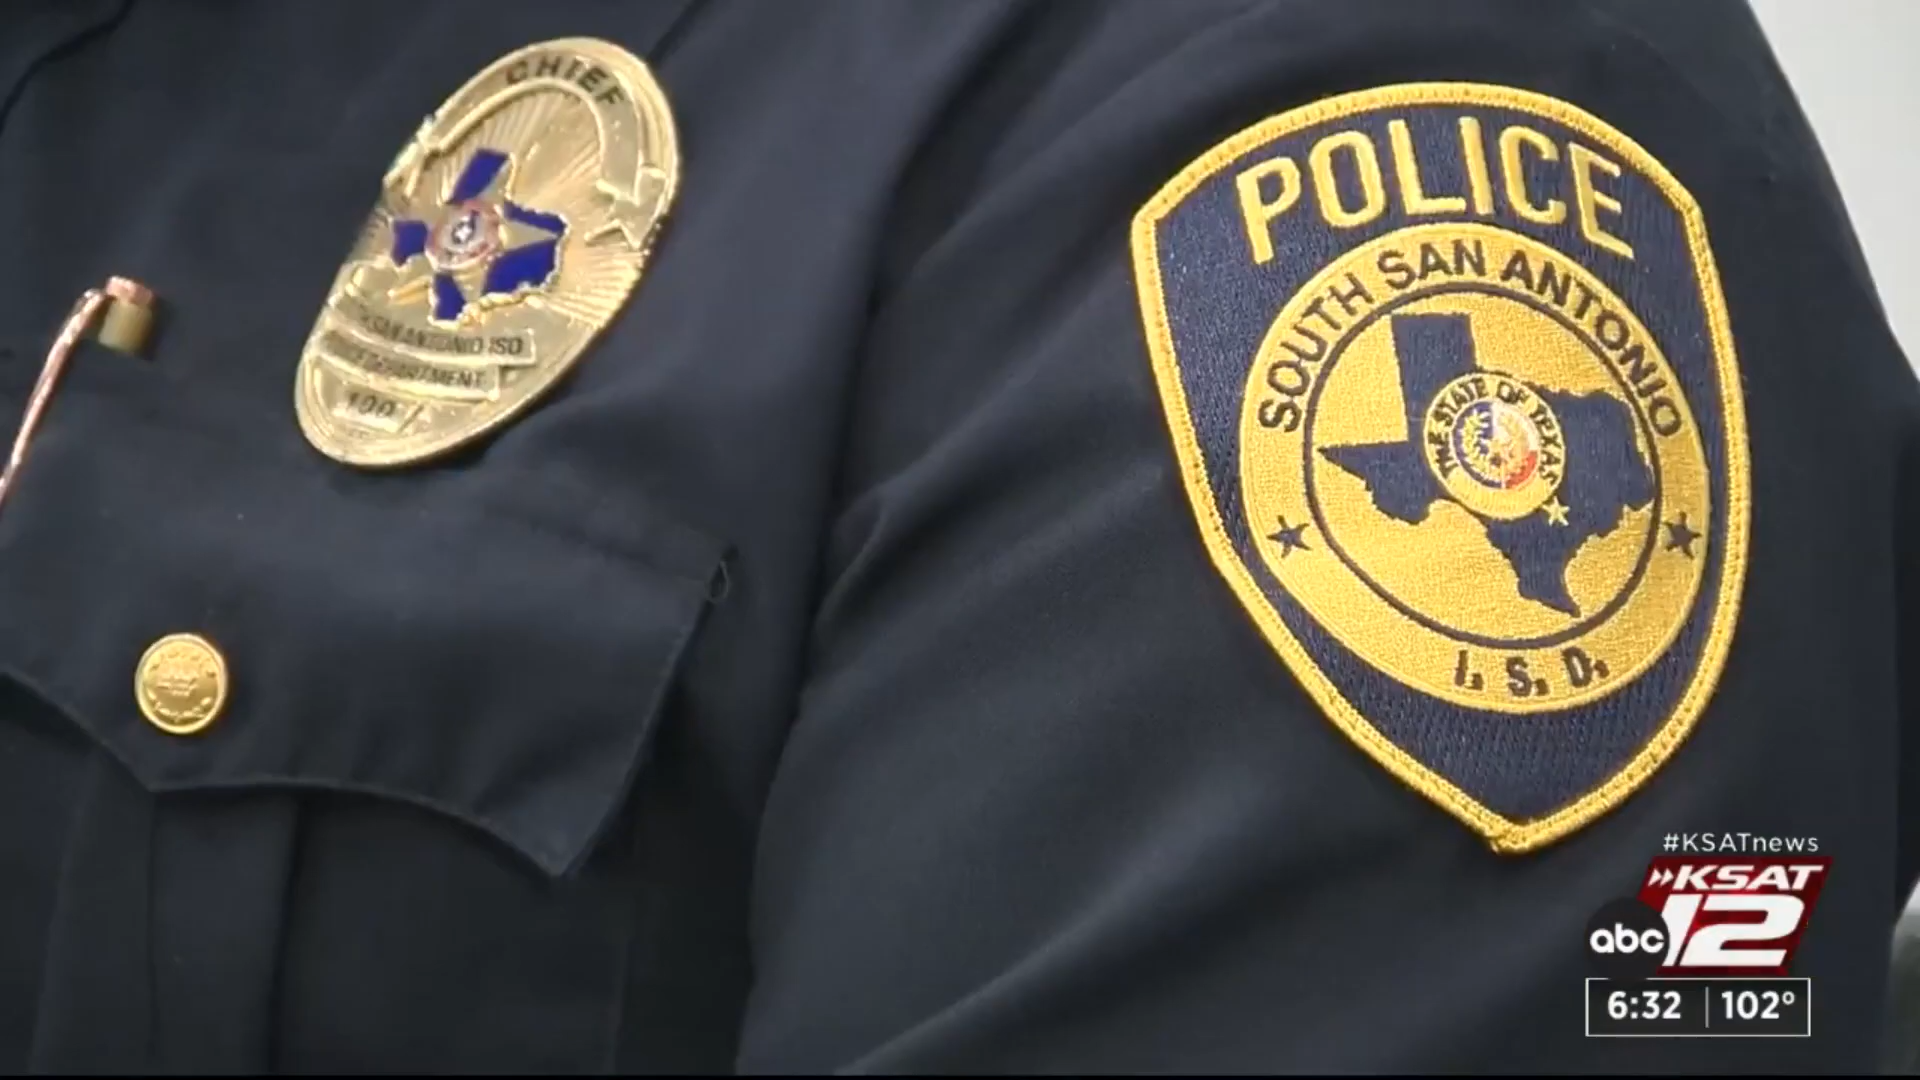 CHIEF
SAN ANTONIO ISD
DEPARTMENT
100
POLICE
SOUTH SAN ANTONIO
THE STATE OF TEXAS
I. S. D.
#KSATnews
KSAT
abc 12
6:32 102°